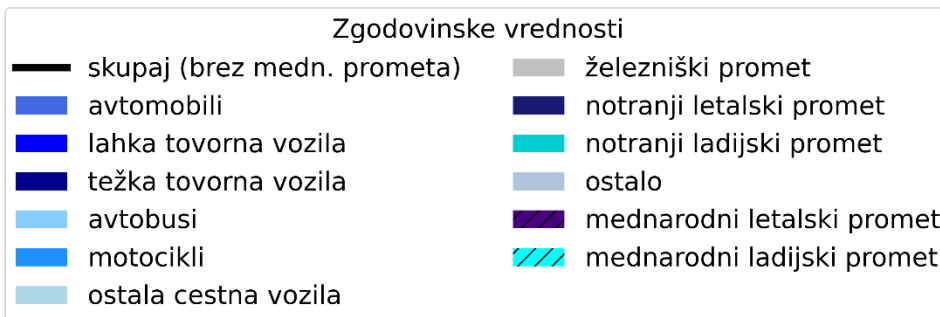 Zgodovinske vrednosti
skupaj (brez medn. prometa)
avtomobili
lahka tovorna vozila
težka tovorna vozila
avtobusi
motocikli
ostala cestna vozila
železniški promet
notranji letalski promet
notranji ladijski promet
ostalo
mednarodni letalski promet
mednarodni ladijski promet